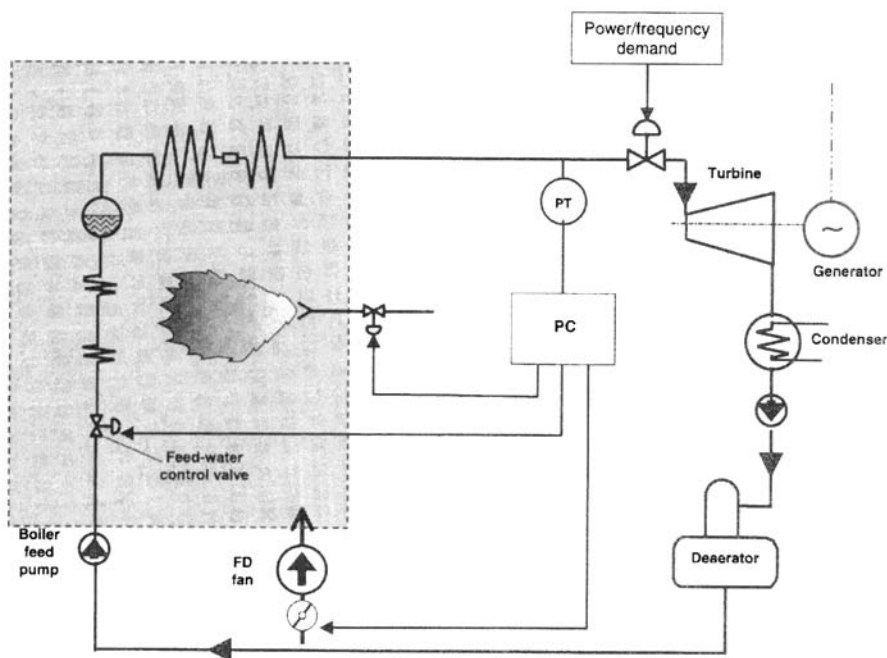 Power/frequency
demand
Turbine
PT
~
Generator
PC
Condenser
Feed-water
control valve
Boiler
feed
pump
FD
fan
Deaerator